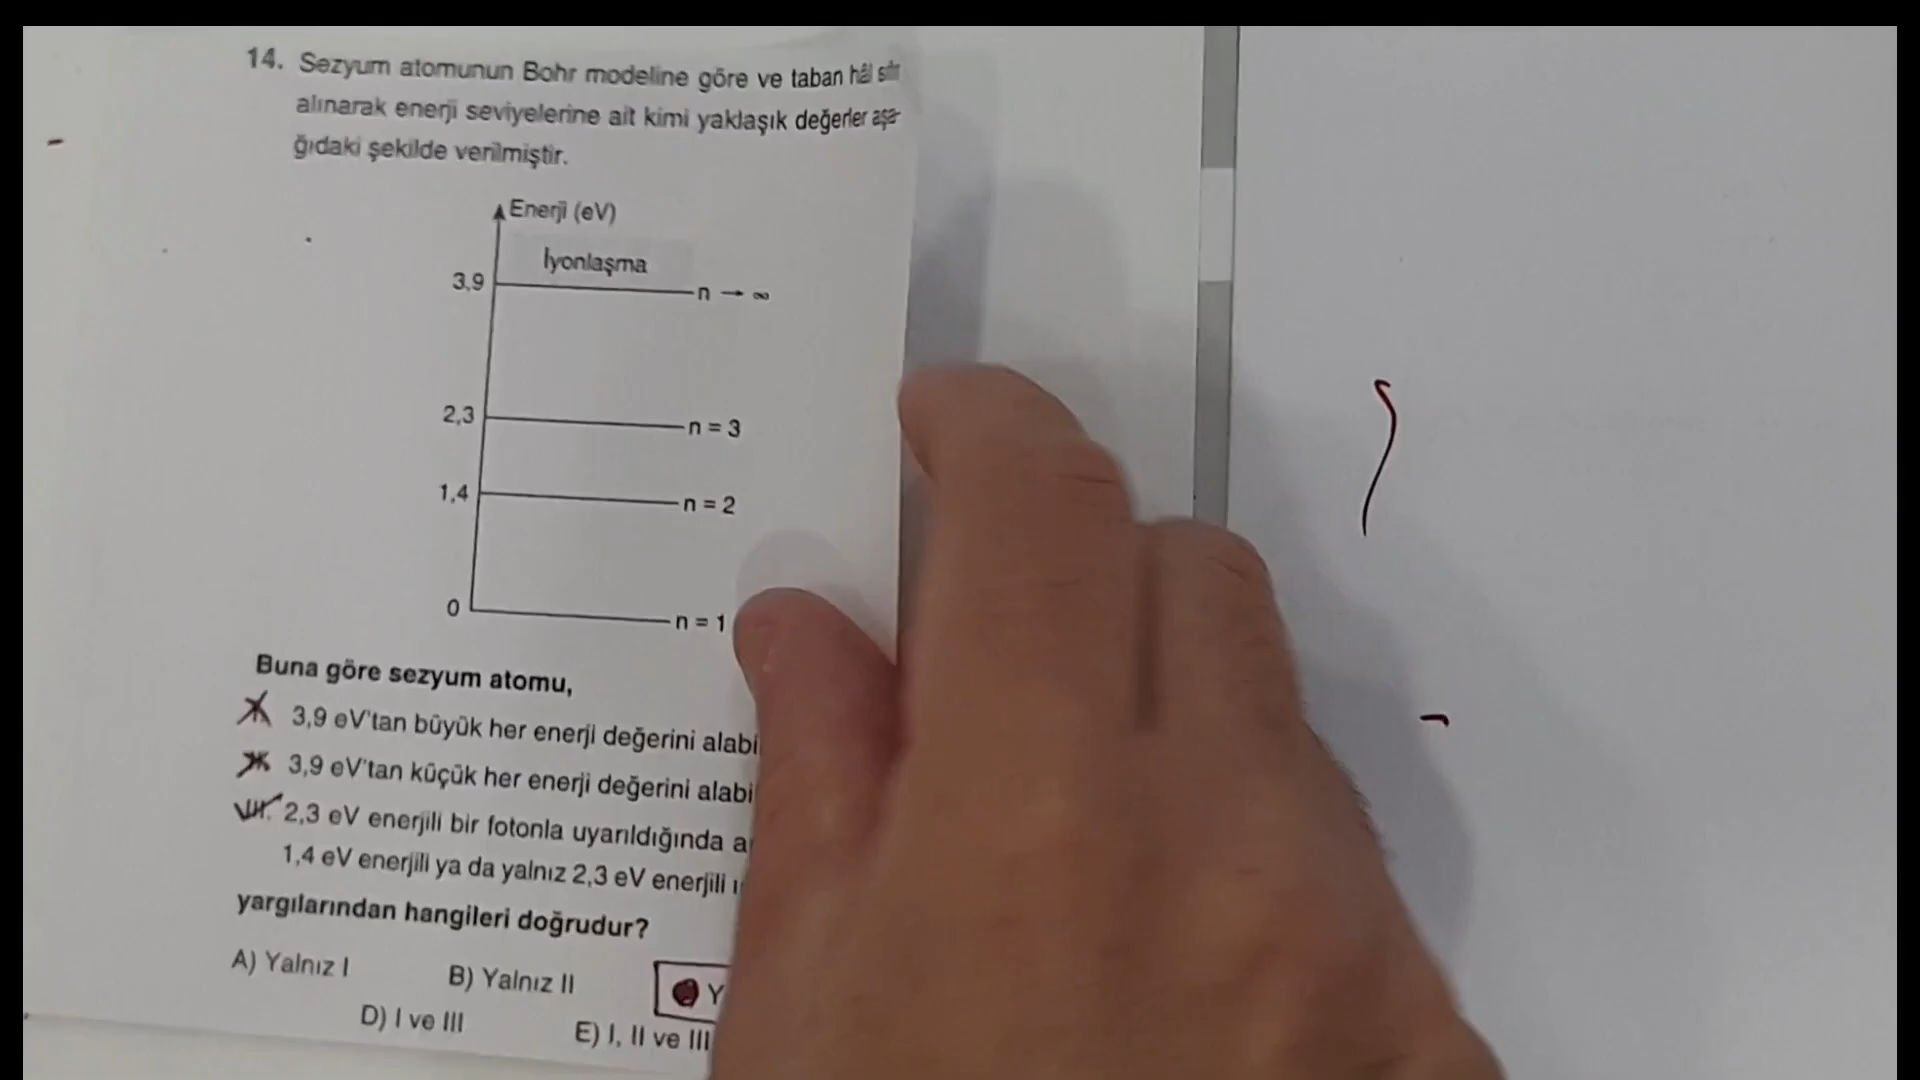 14. Sezyum atomunun Bohr modeline göre ve taban hâl sıfır
alınarak enerji seviyelerine ait kimi yaklaşık değerler aşa-
ğıdaki şekilde verilmiştir.
Enerji (eV)
İyonlaşma
3,9 n → ∞
2,3 n = 3
1,4 n = 2
0 n = 1
Buna göre sezyum atomu,
3,9 eV'tan büyük her enerji değerini
3,9 eV'tan küçük her enerji değerini
III. 2,3 eV enerjili bir fotonla uyarıldığında
1,4 eV enerjili ya da yalnız 2,3 eV enerjili
yargılarından hangileri doğrudur?
A) Yalnız I B) Yalnız II
D) I ve III E) I, II ve III